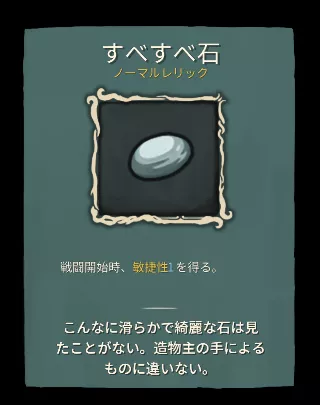 すべすべ石
ノーマルレリック
戦闘開始時、敏捷性1を得る。
こんなに滑らかで綺麗な石は見
たことがない。造物主の手による
ものに違いない。